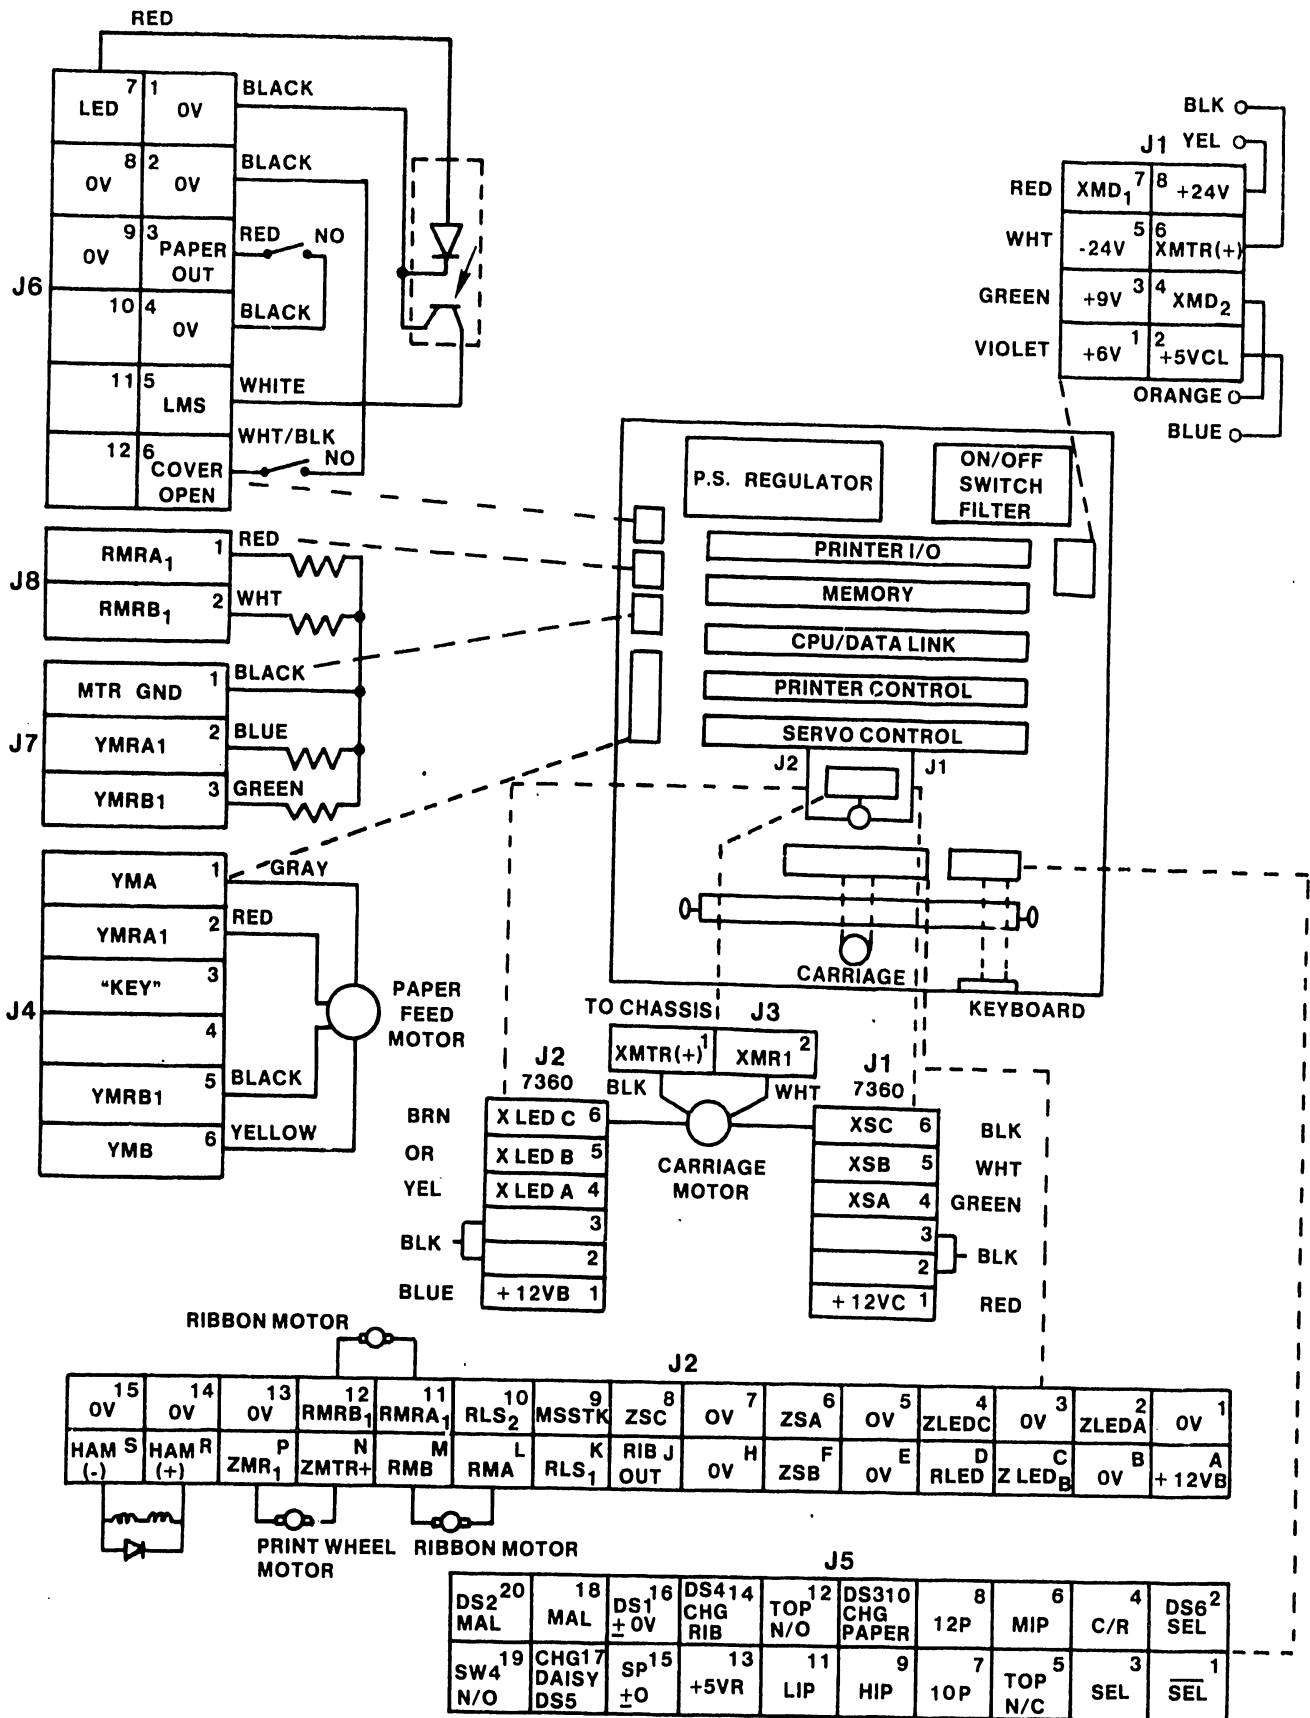 RED
J6
LED 7 1 0V BLACK
0V 8 2 0V BLACK
0V 9 3 PAPER OUT RED NO
10 4 0V BLACK
11 5 LMS WHITE
12 6 COVER OPEN WHT/BLK NO
BLK
J1 YEL
RED XMD1 7 8 +24V
WHT -24V 5 6 XMTR(+)
GREEN +9V 3 4 XMD2
VIOLET +6V 1 2 +5VCL
ORANGE
BLUE
J8
RMRA1 1 RED
RMRB1 2 WHT
J7
MTR GND 1 BLACK
YMRA1 2 BLUE
YMRB1 3 GREEN
J4
YMA 1 GRAY
YMRA1 2 RED
"KEY" 3
4
YMRB1 5 BLACK
YMB 6 YELLOW
PAPER
FEED
MOTOR
P.S. REGULATOR
ON/OFF
SWITCH
FILTER
PRINTER I/O
MEMORY
CPU/DATA LINK
PRINTER CONTROL
SERVO CONTROL
J2 J1
CARRIAGE
KEYBOARD
TO CHASSIS J3
XMTR(+) 1 XMR1 2
BLK WHT
CARRIAGE
MOTOR
J2
7360
BRN X LED C 6
OR X LED B 5
YEL X LED A 4
3
BLK
2
BLUE +12VB 1
J1
7360
XSC 6 BLK
XSB 5 WHT
XSA 4 GREEN
3
BLK
2
+12VC 1 RED
RIBBON MOTOR
J2
15 0V 14 0V 13 0V 12 RMRB1 11 RMRA1 10 RLS2 9 MSSTK 8 ZSC 7 0V 6 ZSA 5 0V 4 ZLEDC 3 0V 2 ZLEDA 1 0V
HAM (-) S HAM (+) R ZMR1 P ZMTR+ N RMB M RMA L RLS1 K RIB OUT J 0V H ZSB F 0V E RLED D Z LEDB C 0V B +12VB A
PRINT WHEEL
MOTOR
RIBBON MOTOR
J5
DS2 MAL 20 MAL 18 DS1 ±0V 16 DS4 CHG RIB 14 TOP N/O 12 DS3 CHG PAPER 10 12P 8 MIP 6 C/R 4 DS6 SEL 2
SW4 N/O 19 CHG DAISY DS5 17 SP ±0 15 +5VR 13 LIP 11 HIP 9 10P 7 TOP N/C 5 SEL 3 S̅E̅L̅ 1